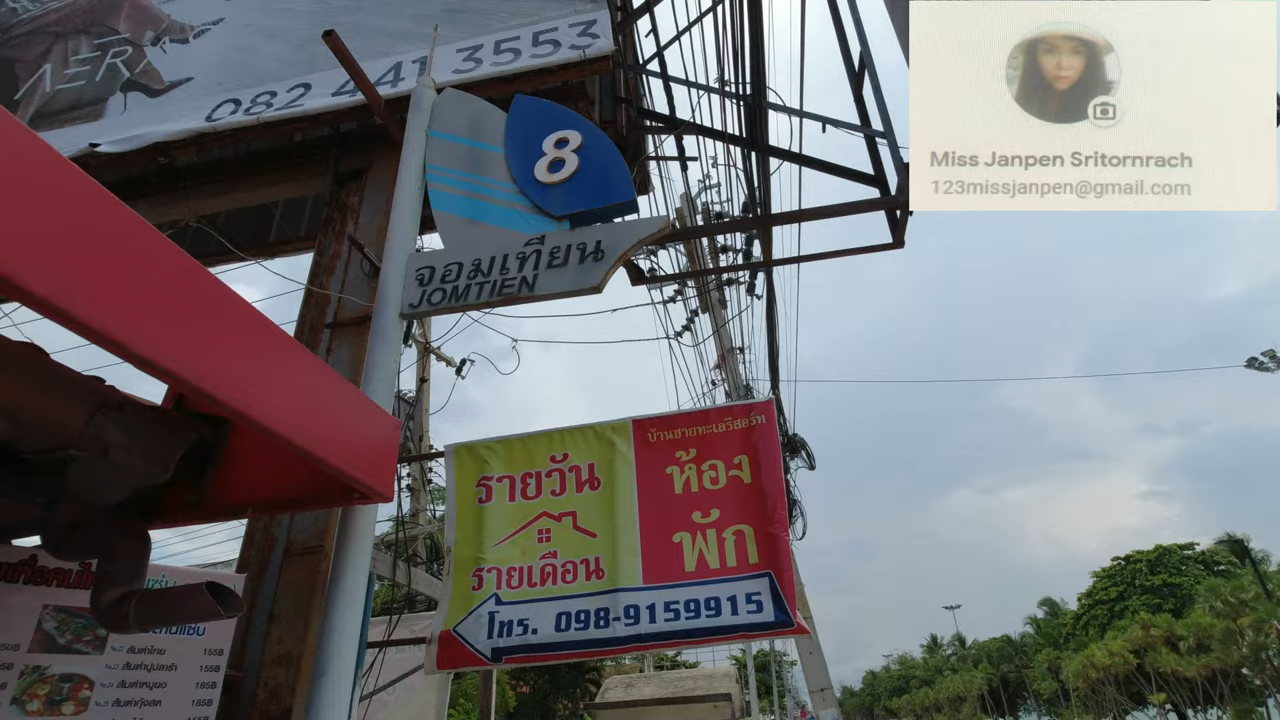 AERA
082 441 3553
8
จอมเทียน
JOMTIEN
Miss Janpen Sritornrach
123missjanpen@gmail.com
รายวัน
รายเดือน
บ้านชายทะเลรีสอร์ท
ห้อง
พัก
โทร. 098-9159915
ส้มตำไทย 155B
ส้มตำปูปลาร้า 155B
ส้มตำหมูยอ 185B
ส้มตำกุ้งสด 185B